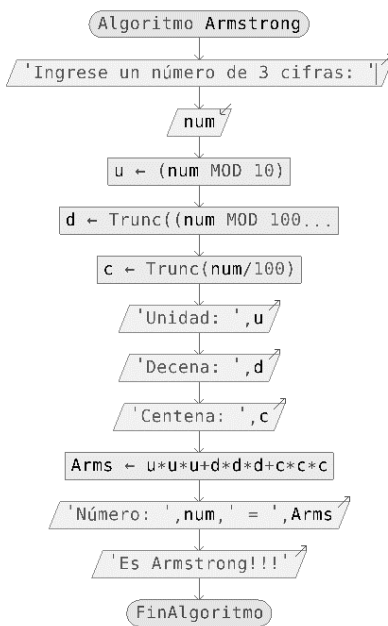 Algoritmo Armstrong
'Ingrese un número de 3 cifras: '
num
u ← (num MOD 10)
d ← Trunc((num MOD 100...
c ← Trunc(num/100)
'Unidad: ',u
'Decena: ',d
'Centena: ',c
Arms ← u*u*u+d*d*d+c*c*c
'Número: ',num,' = ',Arms
'Es Armstrong!!!'
FinAlgoritmo